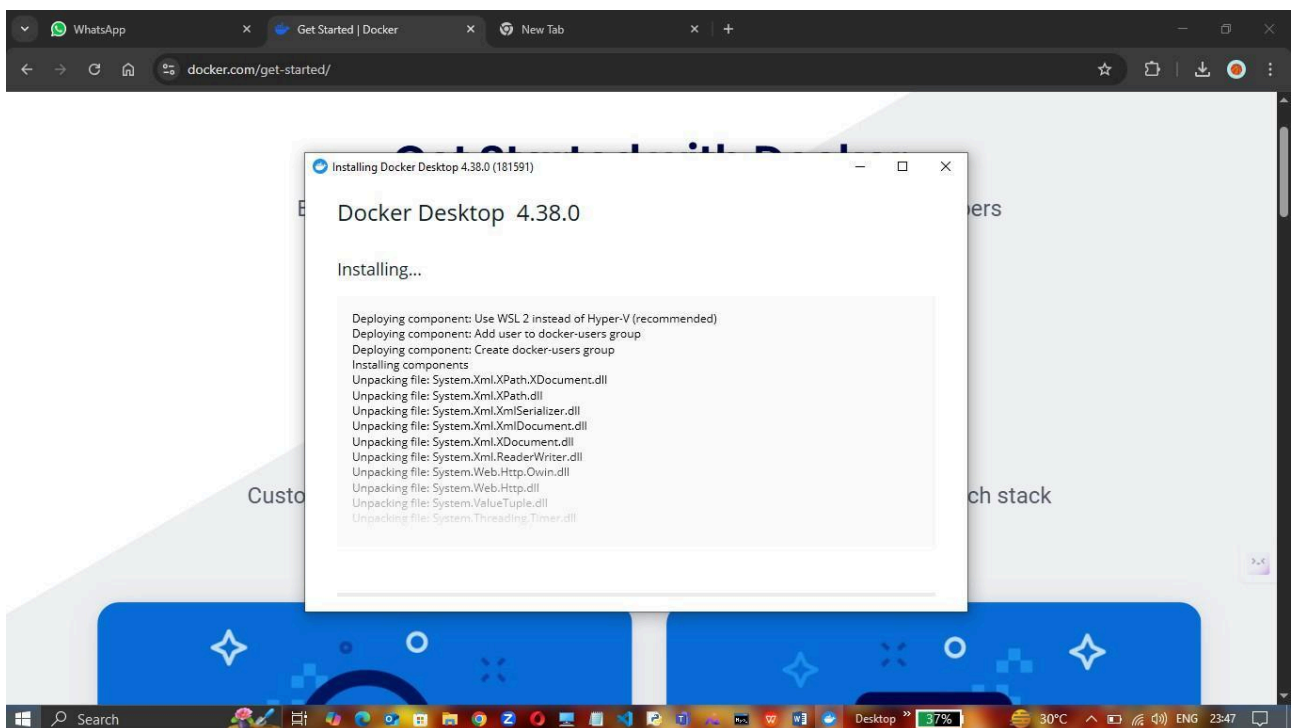 WhatsApp
Get Started | Docker
New Tab
docker.com/get-started/
Installing Docker Desktop 4.38.0 (181591)
ers
Docker Desktop 4.38.0
Installing...
Deploying component: Use WSL 2 instead of Hyper-V (recommended)
Deploying component: Add user to docker-users group
Deploying component: Create docker-users group
Installing components
Unpacking file: System.Xml.XPath.XDocument.dll
Unpacking file: System.Xml.XPath.dll
Unpacking file: System.Xml.XmlSerializer.dll
Unpacking file: System.Xml.XmlDocument.dll
Unpacking file: System.Xml.XDocument.dll
Unpacking file: System.Xml.ReaderWriter.dll
Unpacking file: System.Web.Http.Owin.dll
Unpacking file: System.Web.Http.dll
Unpacking file: System.ValueTuple.dll
Unpacking file: System.Threading.Timer.dll
Custo
ch stack
Search
Desktop
37%
30°C
ENG
23:47